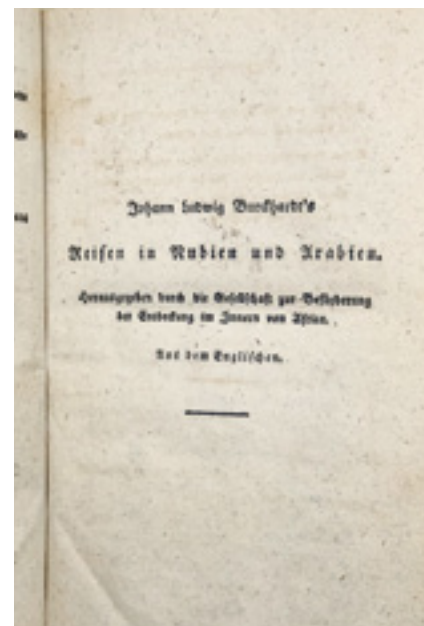 Johann Ludwig Burckhardt's
Reisen in Nubien und Arabien.
Herausgegeben durch die Gesellschaft zur Beförderung
der Entdeckung im Innern von Afrika.
Aus dem Englischen.